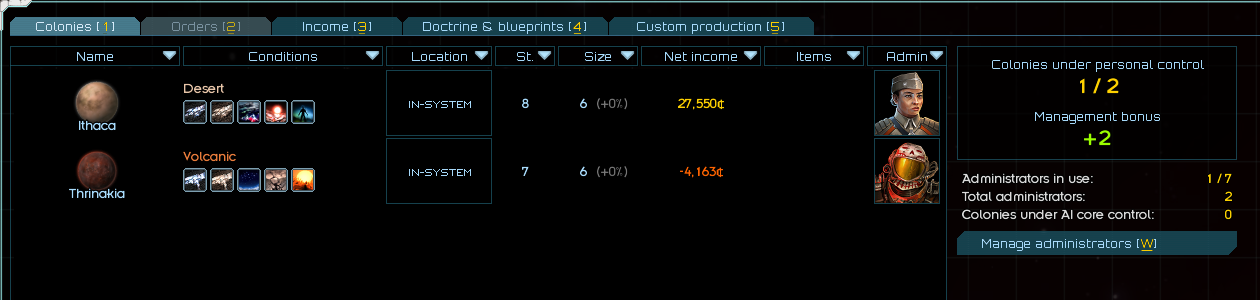 Colonies [1] Orders [2] Income [3] Doctrine & blueprints [4] Custom production [5]
Name Conditions Location St. Size Net income Items Admin
Desert
IN-SYSTEM 8 6 (+0%) 27,550¢
Ithaca
Volcanic
IN-SYSTEM 7 6 (+0%) -4,163¢
Thrinakia
Colonies under personal control
1 / 2
Management bonus
+2
Administrators in use: 1 / 7
Total administrators: 2
Colonies under AI core control: 0
Manage administrators [W]